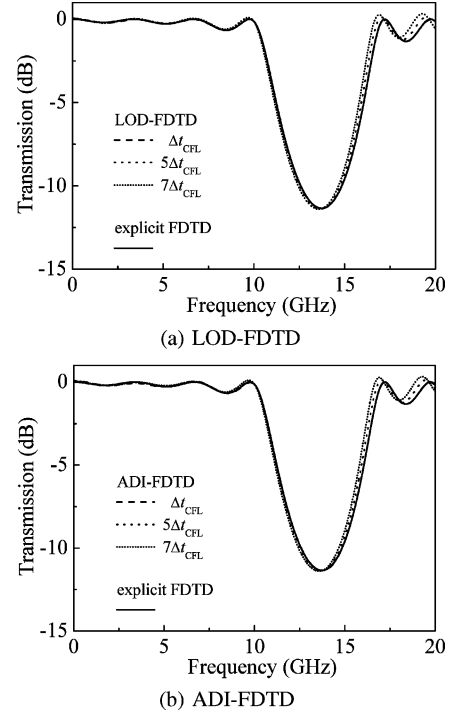 0
-5
-10
-15
Transmission (dB)
LOD-FDTD
Δt_CFL
5Δt_CFL
7Δt_CFL
explicit FDTD
0 5 10 15 20
Frequency (GHz)
(a) LOD-FDTD
0
-5
-10
-15
Transmission (dB)
ADI-FDTD
Δt_CFL
5Δt_CFL
7Δt_CFL
explicit FDTD
0 5 10 15 20
Frequency (GHz)
(b) ADI-FDTD